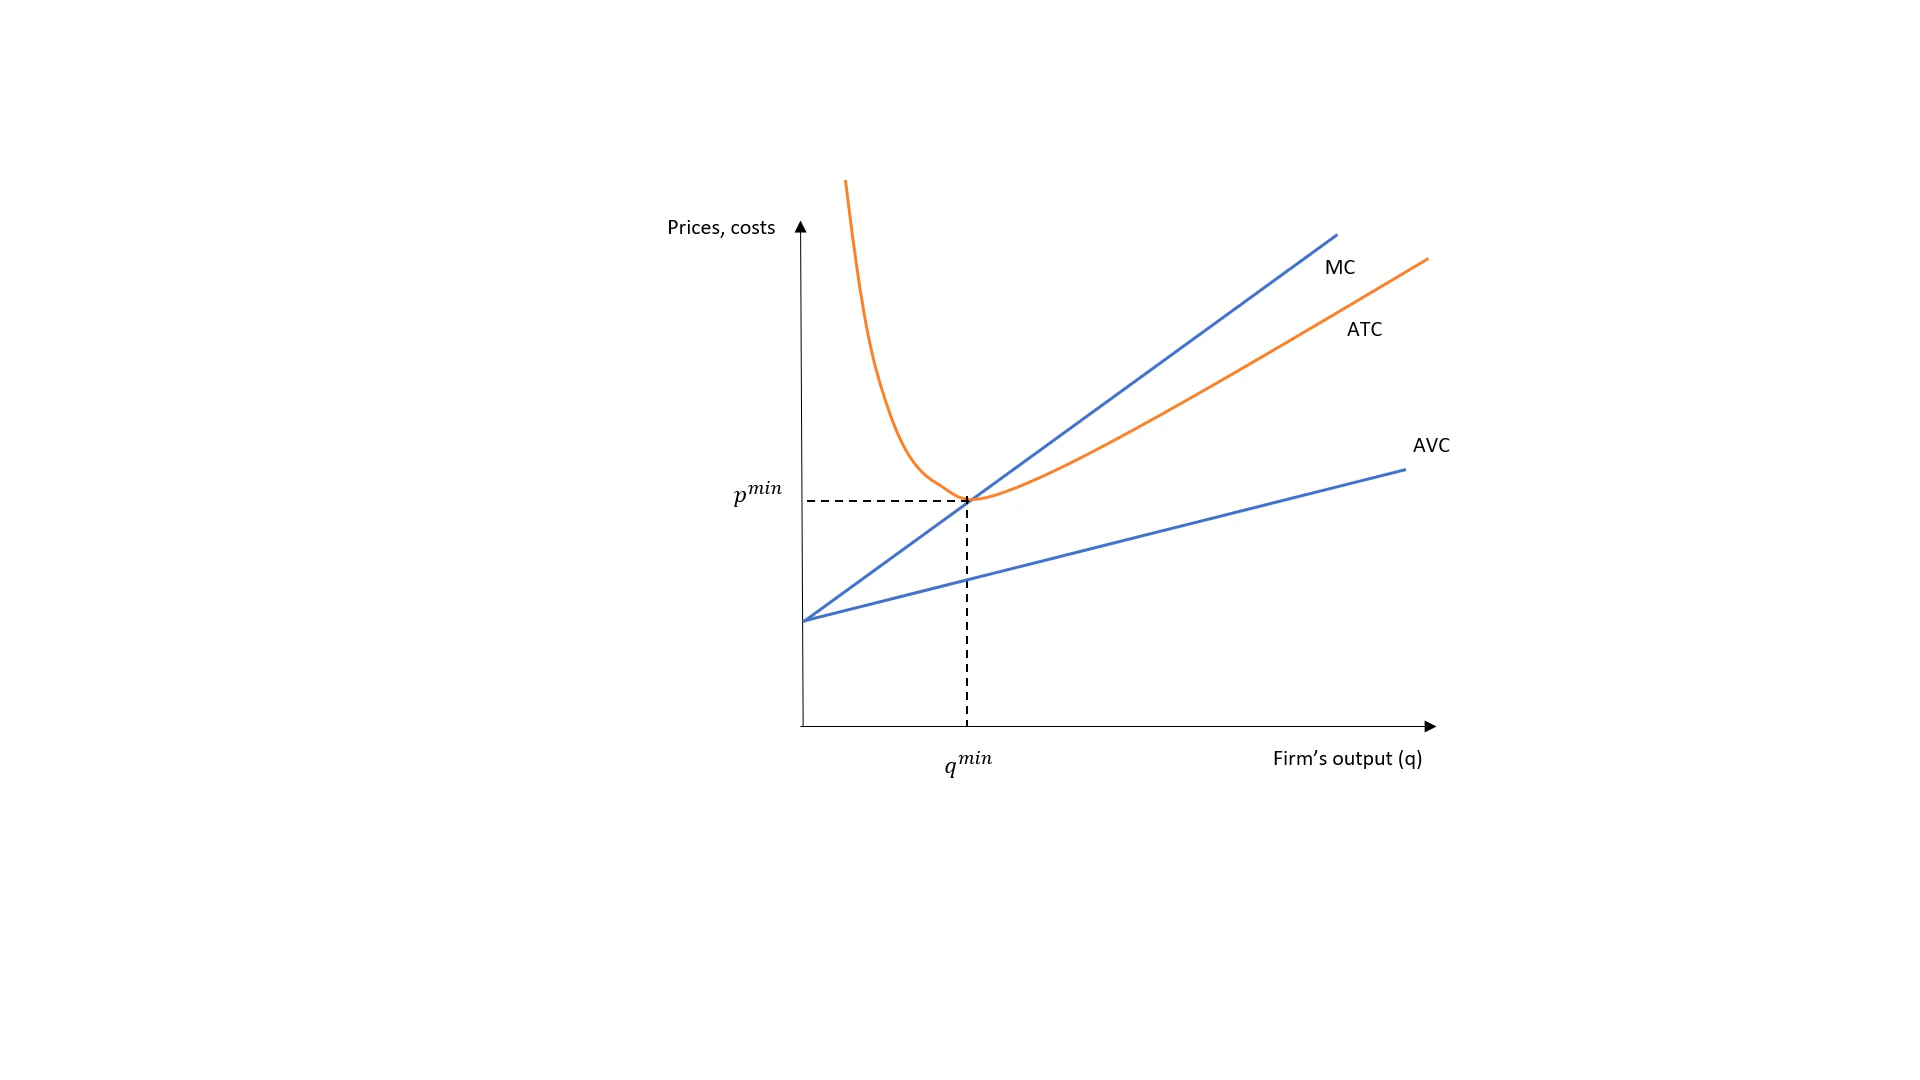 Prices, costs
MC
ATC
AVC
p^min
q^min
Firm’s output (q)